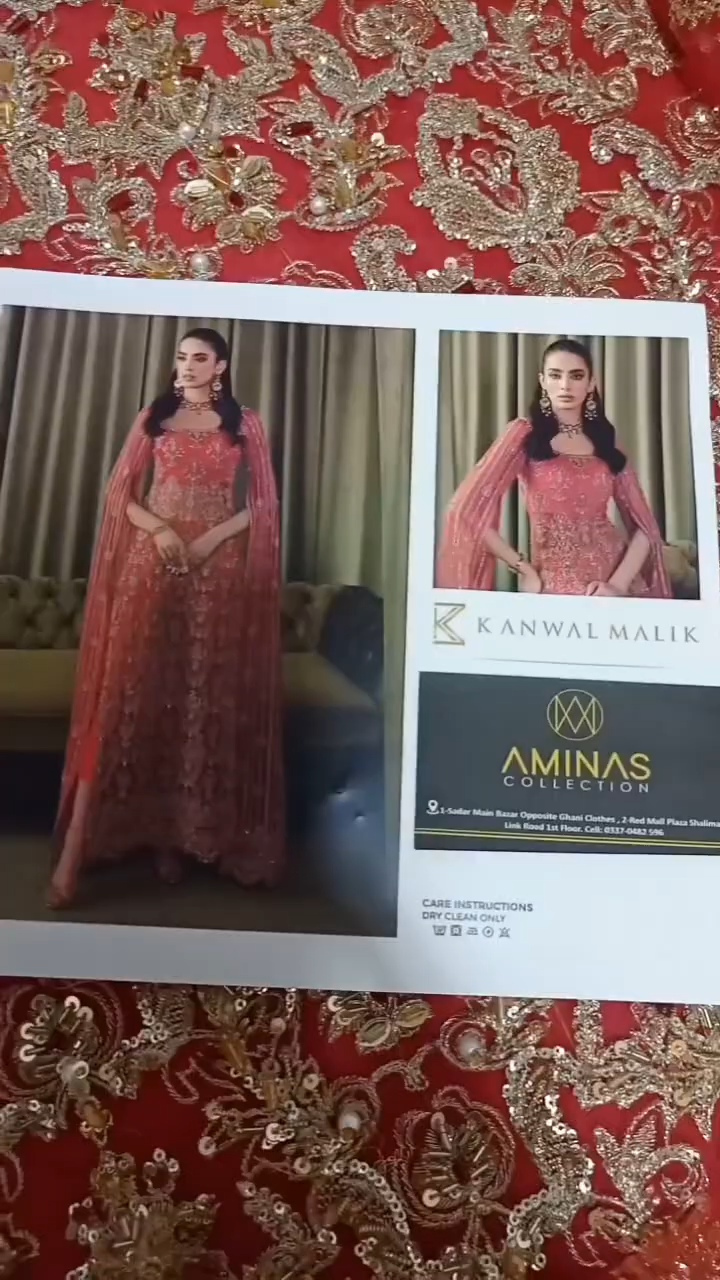 KANWAL MALIK
AMINAS
COLLECTION
1-Sadar Main Bazar Opposite Ghani Clothes , 2-Red Mall Plaza
Link Road 1st Floor. Cell: 0337-0482 596
CARE INSTRUCTIONS
DRY CLEAN ONLY